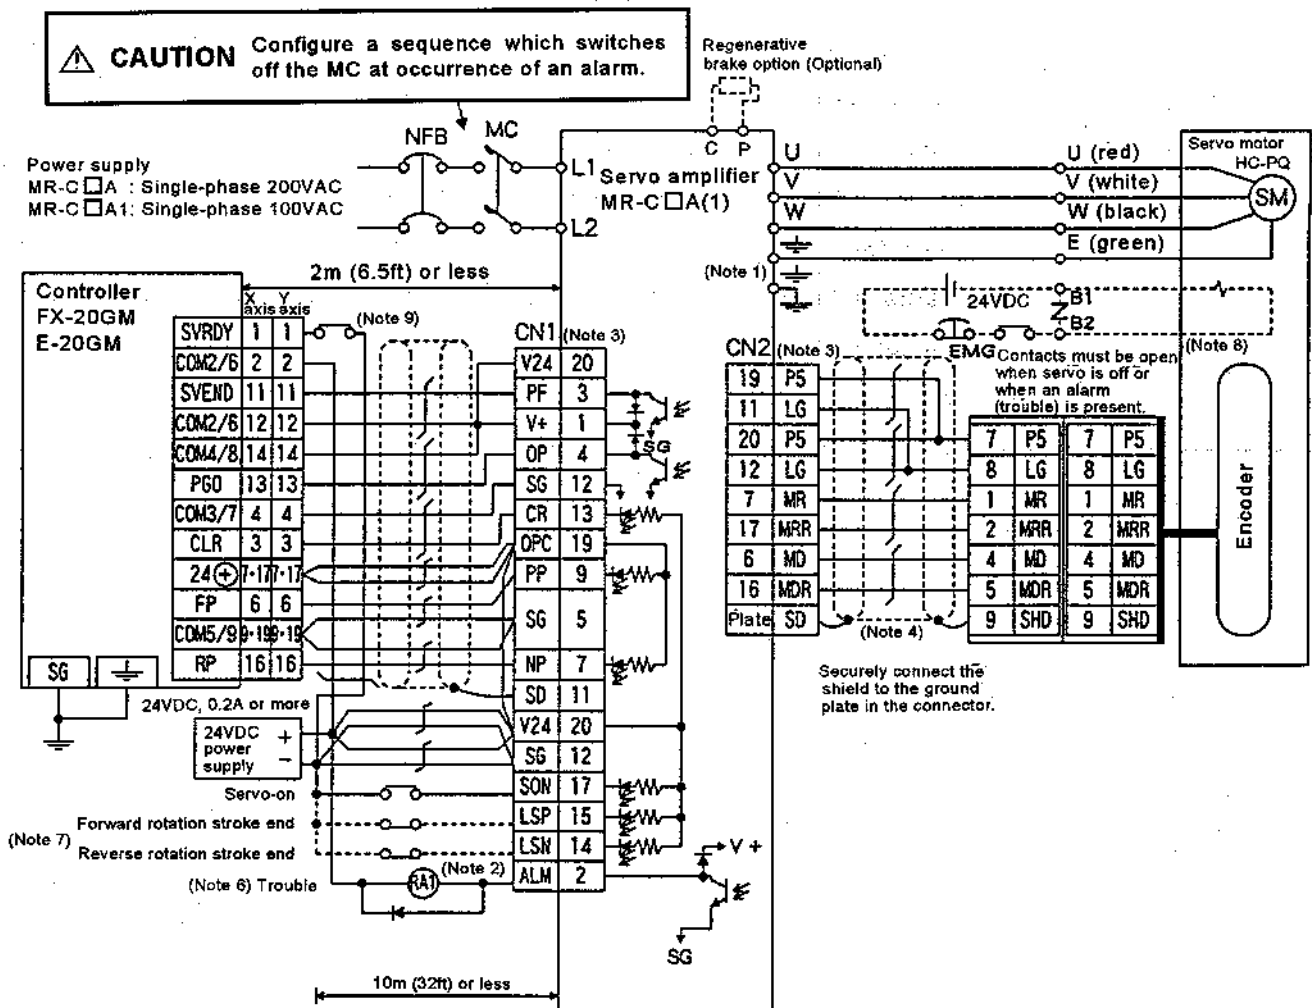 CAUTION Configure a sequence which switches
off the MC at occurrence of an alarm.
Regenerative
brake option (Optional)
C P
NFB MC
Power supply
MR-C□A : Single-phase 200VAC
MR-C□A1: Single-phase 100VAC
L1
L2
Servo amplifier
MR-C□A(1)
U
V
W
U (red)
V (white)
W (black)
E (green)
Servo motor
HC-PQ
SM
(Note 1)
2m (6.5ft) or less
24VDC
B1
B2
EMG
(Note 8)
Contacts must be open
when servo is off or
when an alarm
(trouble) is present.
Controller
FX-20GM
E-20GM
X axis Y axis
SVRDY 1 1
COM2/6 2 2
SVEND 11 11
COM2/6 12 12
COM4/8 14 14
PG0 13 13
COM3/7 4 4
CLR 3 3
24+ 7·17 7·17
FP 6 6
COM5/9 9·19 9·19
RP 16 16
SG
(Note 9)
CN1 (Note 3)
V24 20
PF 3
V+ 1
OP 4
SG 12
CR 13
OPC 19
PP 9
SG 5
NP 7
SD 11
V24 20
SG 12
SON 17
LSP 15
LSN 14
ALM 2
SG
CN2 (Note 3)
19 P5
11 LG
20 P5
12 LG
7 MR
17 MRR
6 MD
16 MDR
Plate SD
(Note 4)
7 P5 7 P5
8 LG 8 LG
1 MR 1 MR
2 MRR 2 MRR
4 MD 4 MD
5 MDR 5 MDR
9 SHD 9 SHD
Encoder
Securely connect the
shield to the ground
plate in the connector.
24VDC, 0.2A or more
24VDC
power
supply
+
−
Servo-on
(Note 7)
Forward rotation stroke end
Reverse rotation stroke end
(Note 6) Trouble
RA1
(Note 2)
V +
SG
10m (32ft) or less